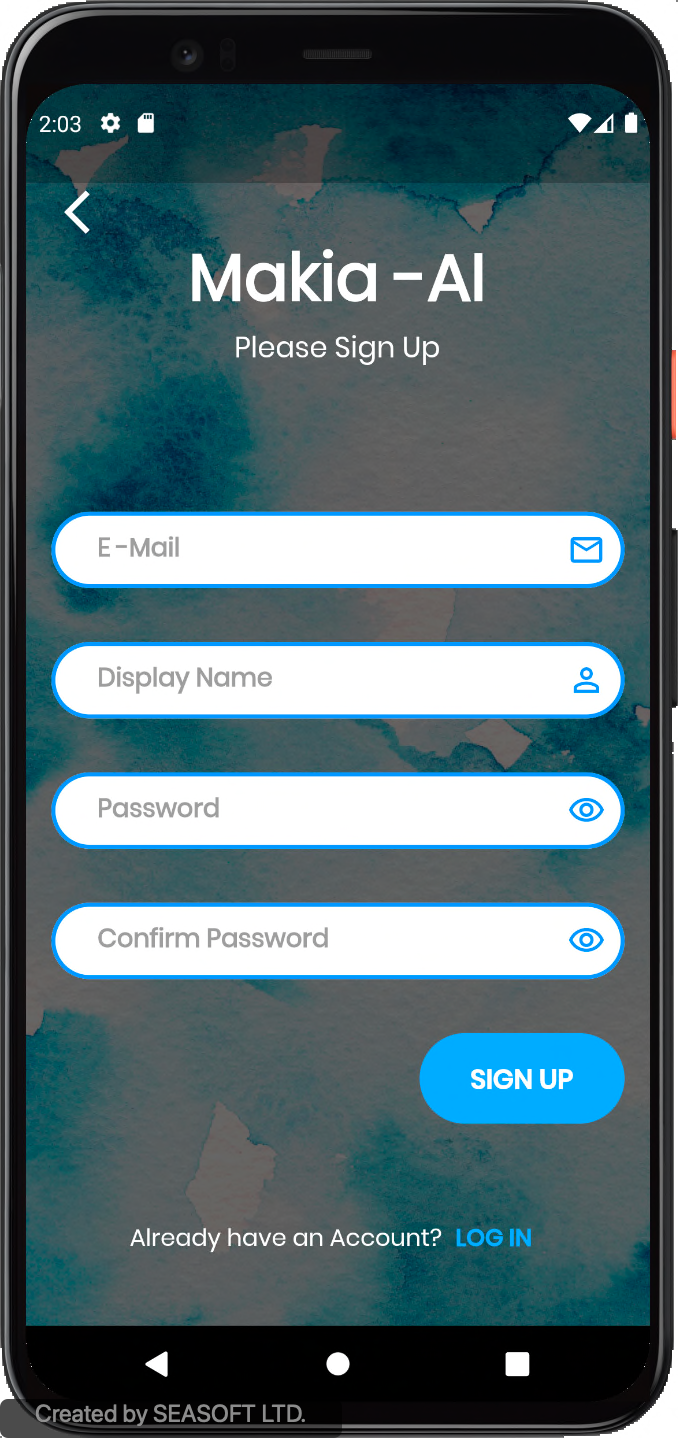 2:03
Makia -AI
Please Sign Up
E-Mail
Display Name
Password
Confirm Password
SIGN UP
Already have an Account? LOG IN
Created by SEASOFT LTD.